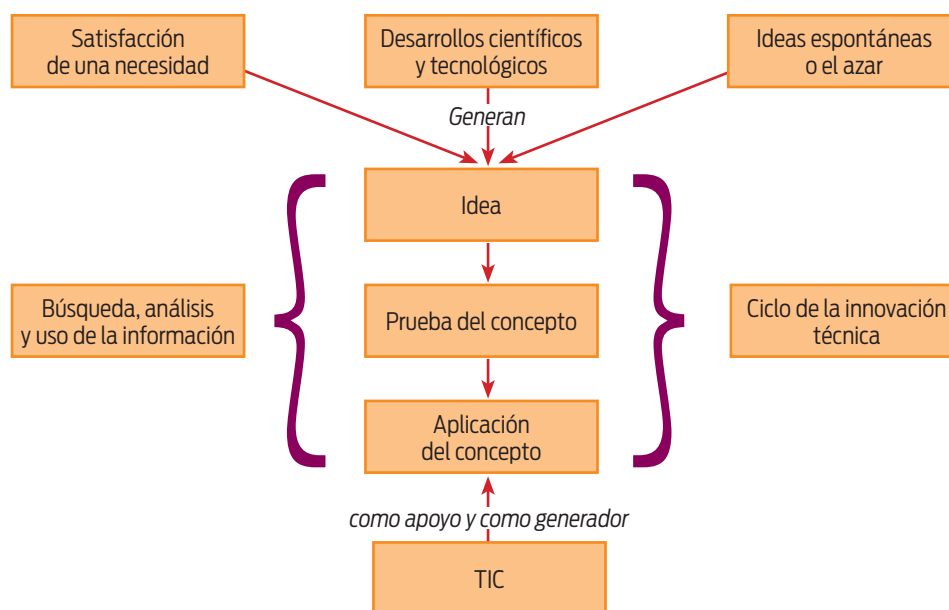 Satisfacción
de una necesidad
Desarrollos científicos
y tecnológicos
Ideas espontáneas
o el azar
Generan
Idea
Búsqueda, análisis
y uso de la información
Prueba del concepto
Ciclo de la innovación
técnica
Aplicación
del concepto
como apoyo y como generador
TIC